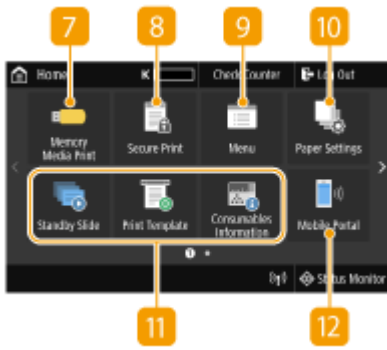 7 8 9 10
Home K Check Counter Log Out
Memory
Media Print
Secure Print
Menu
Paper Settings
Standby Slide
Print Template
Consumables
Information
Mobile Portal
1
Status Monitor
11 12